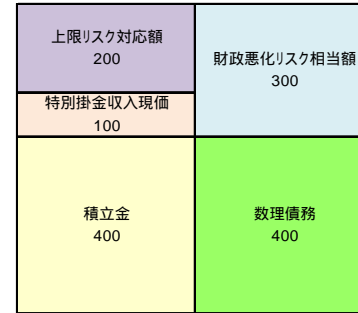 上限リスク対応額
200
財政悪化リスク相当額
300
特別掛金収入現価
100
積立金
400
数理債務
400